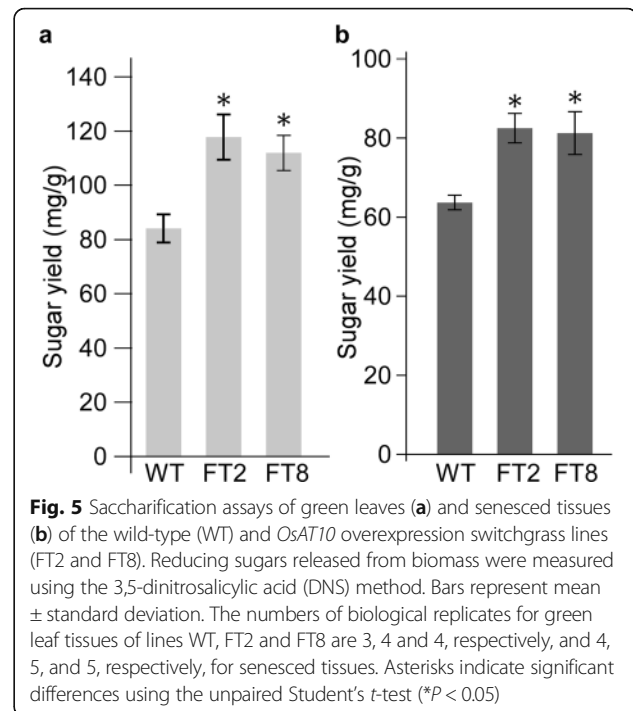 a
140
120
100
80
60
40
20
0
Sugar yield (mg/g)
* *
WT FT2 FT8
b
100
80
60
40
20
0
Sugar yield (mg/g)
* *
WT FT2 FT8
Fig. 5 Saccharification assays of green leaves (a) and senesced tissues
(b) of the wild-type (WT) and OsAT10 overexpression switchgrass lines
(FT2 and FT8). Reducing sugars released from biomass were measured
using the 3,5-dinitrosalicylic acid (DNS) method. Bars represent mean
± standard deviation. The numbers of biological replicates for green
leaf tissues of lines WT, FT2 and FT8 are 3, 4 and 4, respectively, and 4,
5, and 5, respectively, for senesced tissues. Asterisks indicate significant
differences using the unpaired Student’s t-test (*P < 0.05)